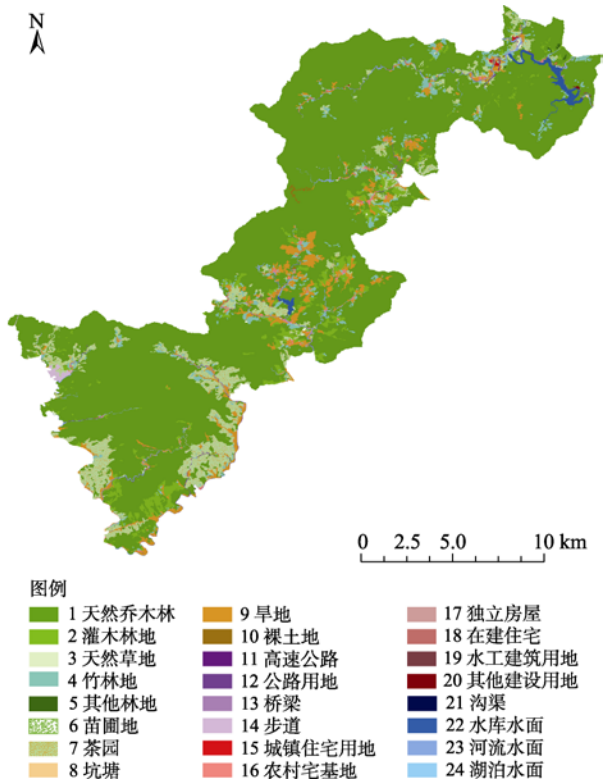 N
0 2.5 5.0 10 km
图例
1 天然乔木林
2 灌木林地
3 天然草地
4 竹林地
5 其他林地
6 苗圃地
7 茶园
8 坑塘
9 旱地
10 裸土地
11 高速公路
12 公路用地
13 桥梁
14 步道
15 城镇住宅用地
16 农村宅基地
17 独立房屋
18 在建住宅
19 水工建筑用地
20 其他建设用地
21 沟渠
22 水库水面
23 河流水面
24 湖泊水面